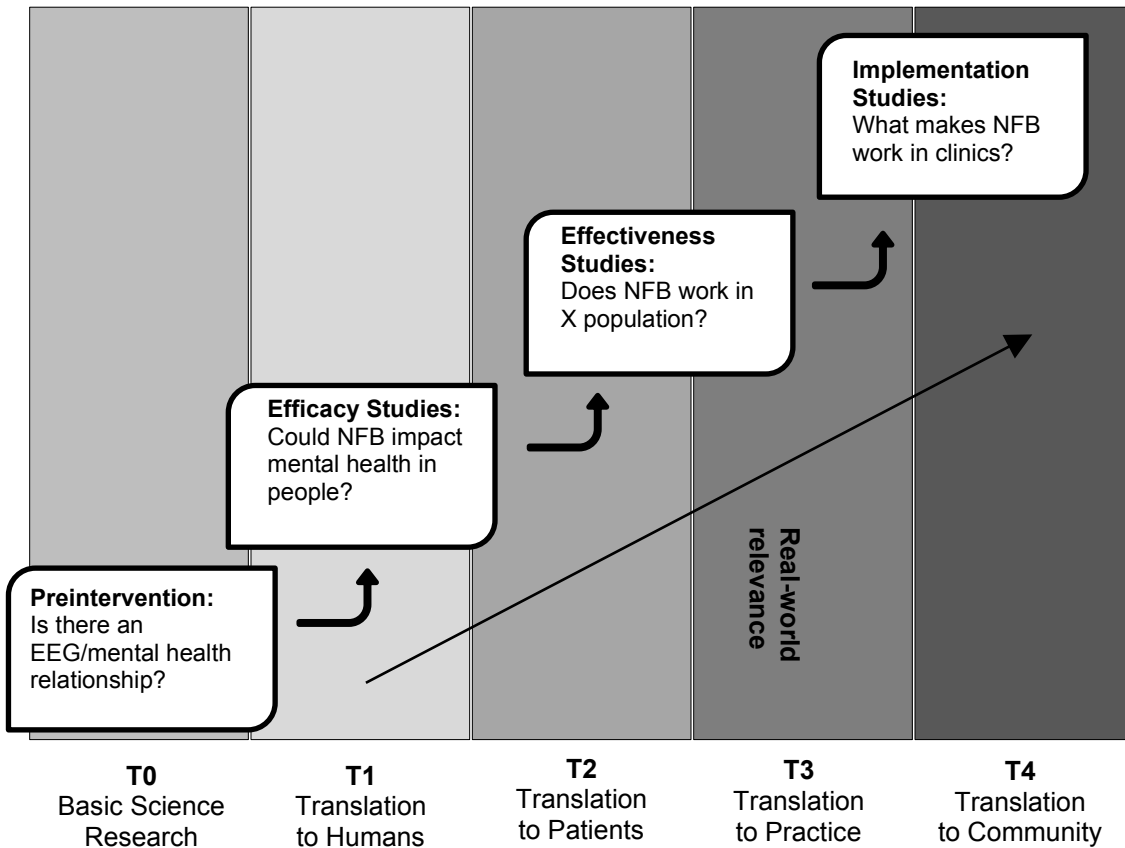 Implementation
Studies:
What makes NFB
work in clinics?
Effectiveness
Studies:
Does NFB work in
X population?
Efficacy Studies:
Could NFB impact
mental health in
people?
Preintervention:
Is there an
EEG/mental health
relationship?
Real-world
relevance
T0
Basic Science
Research
T1
Translation
to Humans
T2
Translation
to Patients
T3
Translation
to Practice
T4
Translation
to Community